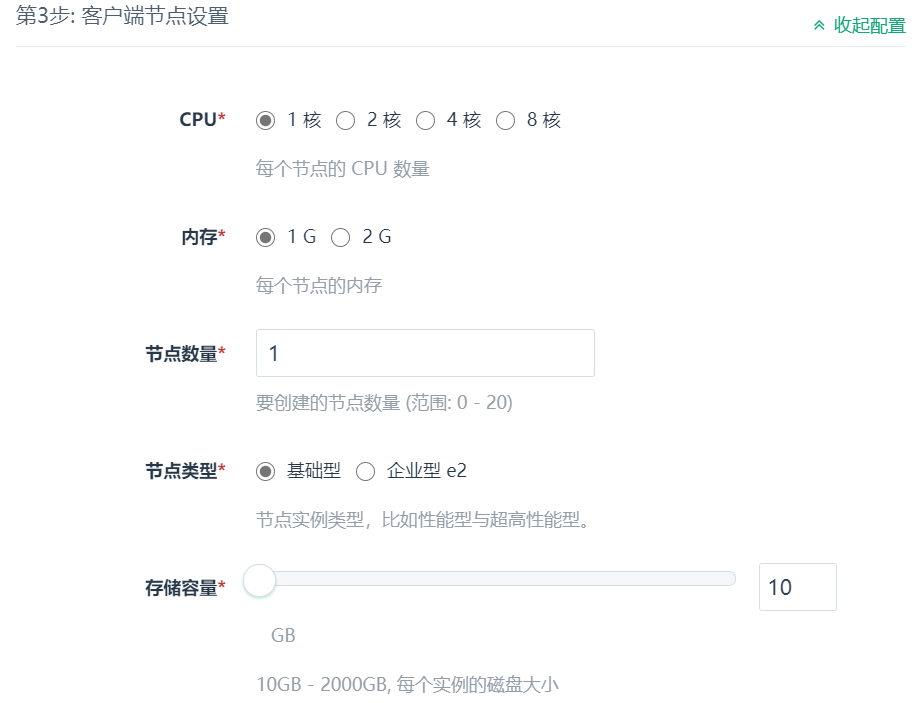 第3步: 客户端节点设置
收起配置
CPU* 1 核 2 核 4 核 8 核
每个节点的 CPU 数量
内存* 1 G 2 G
每个节点的内存
节点数量* 1
要创建的节点数量 (范围: 0 - 20)
节点类型* 基础型 企业型 e2
节点实例类型，比如性能型与超高性能型。
存储容量* 10
GB
10GB - 2000GB, 每个实例的磁盘大小